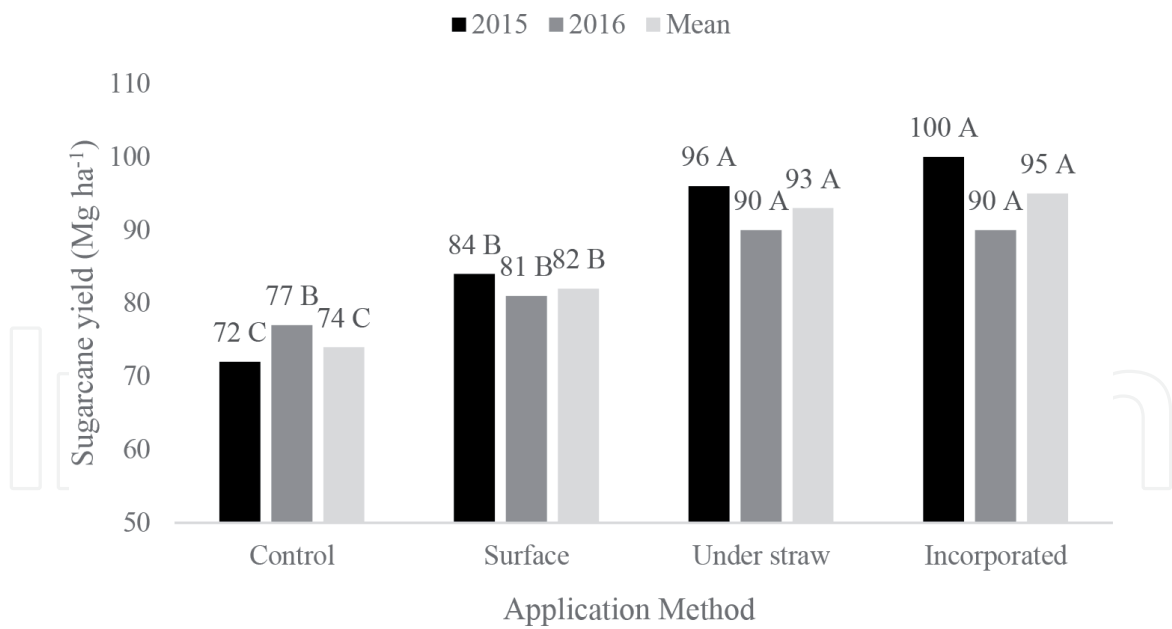 2015 2016 Mean
Sugarcane yield (Mg ha⁻¹)
110
100
90
80
70
60
50
72 C
77 B
74 C
84 B
81 B
82 B
96 A
90 A
93 A
100 A
90 A
95 A
Control Surface Under straw Incorporated
Application Method